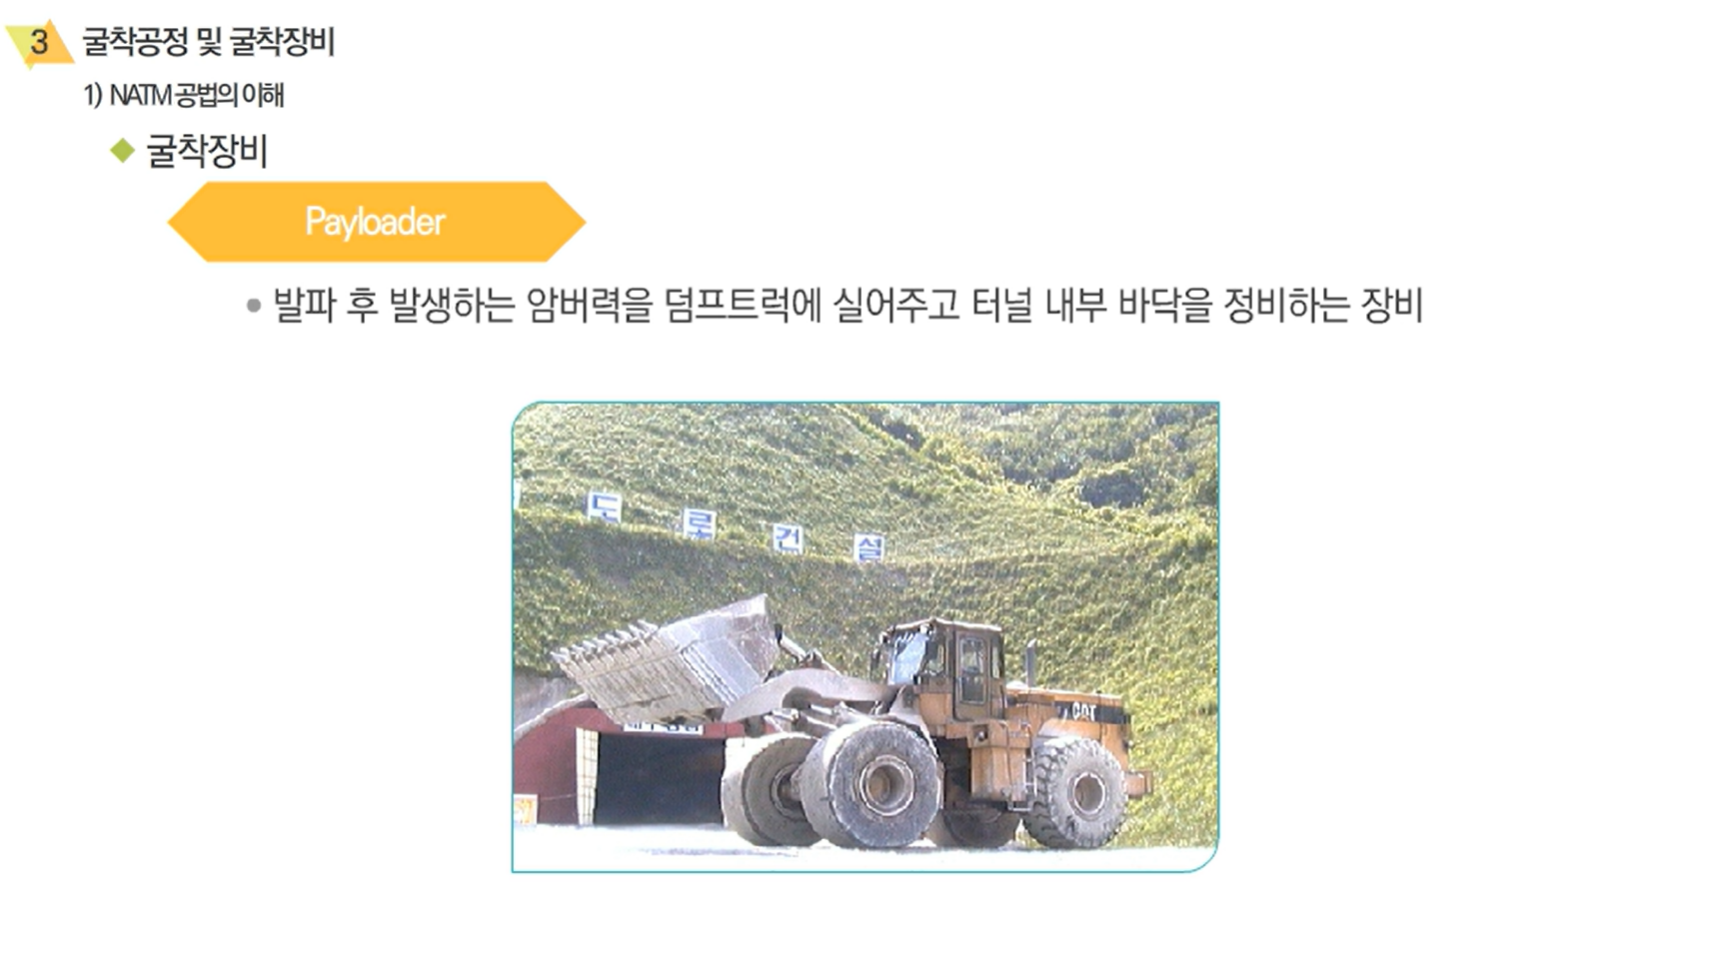 3 굴착공정 및 굴착장비
1) NATM 공법의 이해
굴착장비
Payloader
발파 후 발생하는 암버력을 덤프트럭에 실어주고 터널 내부 바닥을 정비하는 장비
도로건설
CAT